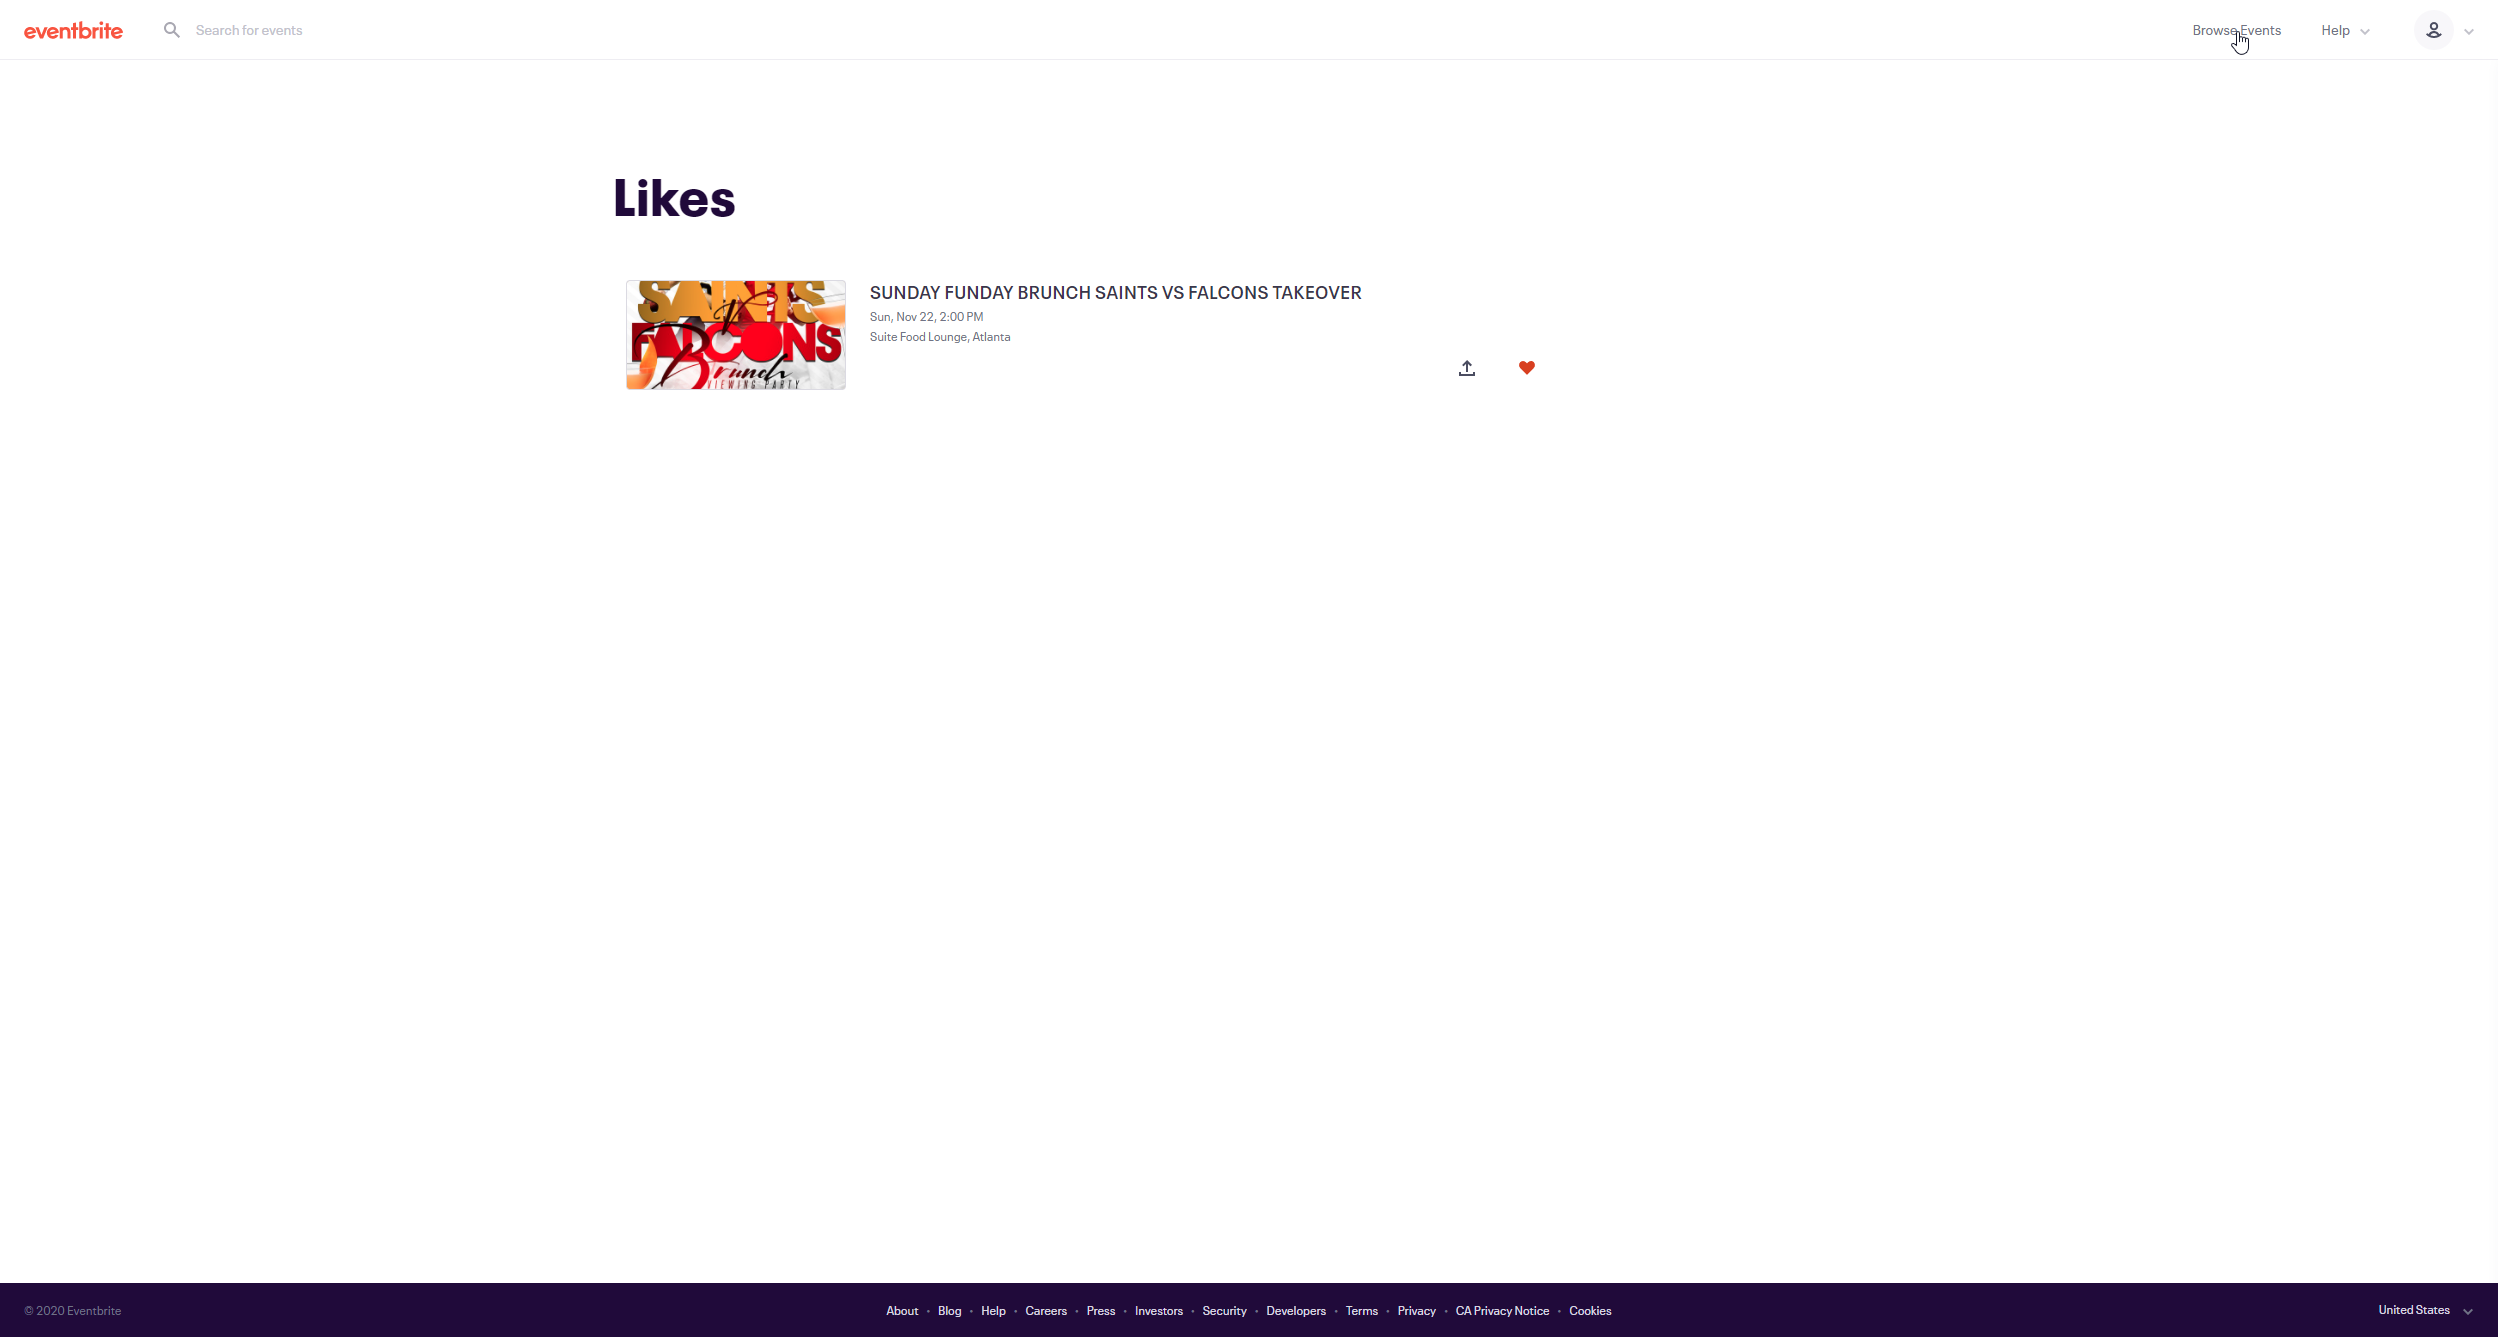 eventbrite
Search for events
Browse Events
Help
Likes
SAINTS
VS
FALCONS
Brunch
VIEWING PARTY
SUNDAY FUNDAY BRUNCH SAINTS VS FALCONS TAKEOVER
Sun, Nov 22, 2:00 PM
Suite Food Lounge, Atlanta
© 2020 Eventbrite
About • Blog • Help • Careers • Press • Investors • Security • Developers • Terms • Privacy • CA Privacy Notice • Cookies
United States